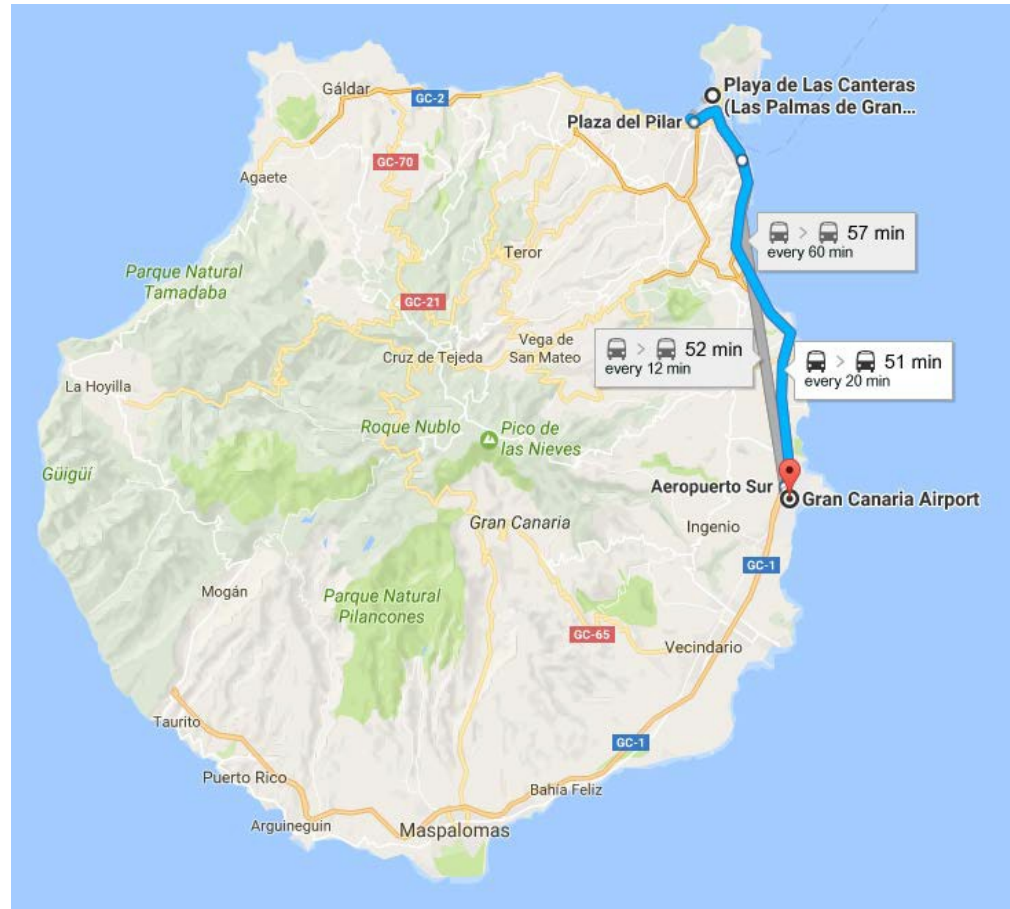 Playa de Las Canteras
(Las Palmas de Gran...
Gáldar
GC-2
Plaza del Pilar
GC-70
Agaete
57 min
every 60 min
Teror
Parque Natural
Tamadaba
GC-21
Vega de
San Mateo
Cruz de Tejeda
52 min
every 12 min
51 min
every 20 min
La Hoyilla
Roque Nublo
Pico de
las Nieves
Güigüí
Aeropuerto Sur
Gran Canaria Airport
Gran Canaria
Ingenio
GC-1
Mogán
Parque Natural
Pilancones
GC-65
Vecindario
Taurito
GC-1
Puerto Rico
Bahía Feliz
Arguineguin
Maspalomas